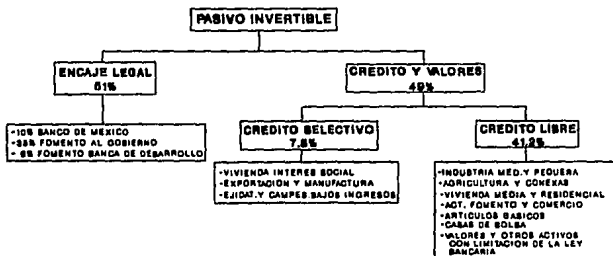 PASIVO INVERTIBLE
ENCAJE LEGAL
51%
CREDITO Y VALORES
49%
-10% BANCO DE MEXICO
-35% FOMENTO AL GOBIERNO
- 6% FOMENTO BANCA DE DESARROLLO
CREDITO SELECTIVO
7.8%
CREDITO LIBRE
41.2%
-VIVIENDA INTERES SOCIAL
-EXPORTACION Y MANUFACTURA
-EJIDAT.Y CAMPES.BAJOS INGRESOS
-INDUSTRIA MED.Y PEQUEÑA
-AGRICULTURA Y CONEXAS
-VIVIENDA MEDIA Y RESIDENCIAL
-ACT. FOMENTO Y COMERCIO
-ARTICULOS BASICOS
-CASAS DE BOLSA
-VALORES Y OTROS ACTIVOS
CON LIMITACION DE LA LEY
BANCARIA